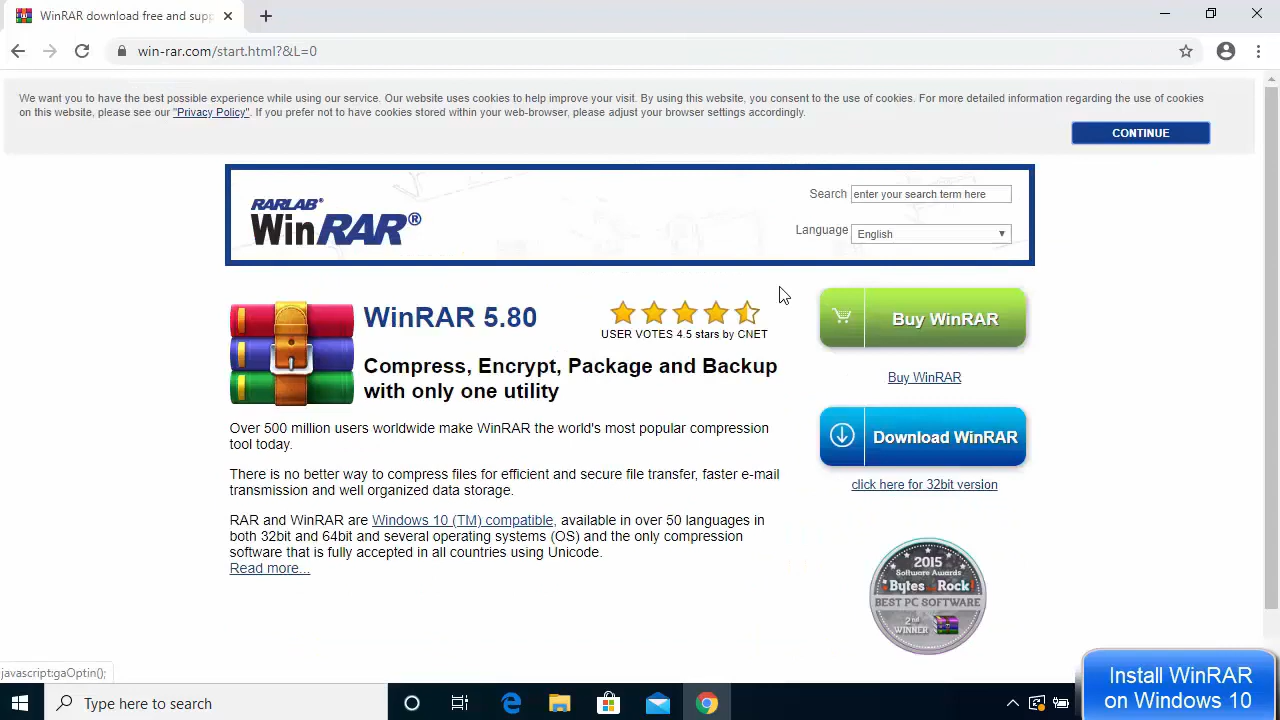 WinRAR download free and supp
win-rar.com/start.html?&L=0
We want you to have the best possible experience while using our service. Our website uses cookies to help improve your visit. By using this website, you consent to the use of cookies. For more detailed information regarding the use of cookies
on this website, please see our "Privacy Policy". If you prefer not to have cookies stored within your web-browser, please adjust your browser settings accordingly.
CONTINUE
RARLAB®
WinRAR®
Search enter your search term here
Language English
WinRAR 5.80
USER VOTES 4.5 stars by CNET
Compress, Encrypt, Package and Backup
with only one utility
Over 500 million users worldwide make WinRAR the world's most popular compression
tool today.
There is no better way to compress files for efficient and secure file transfer, faster e-mail
transmission and well organized data storage.
RAR and WinRAR are Windows 10 (TM) compatible, available in over 50 languages in
both 32bit and 64bit and several operating systems (OS) and the only compression
software that is fully accepted in all countries using Unicode.
Read more...
Buy WinRAR
Buy WinRAR
Download WinRAR
click here for 32bit version
2015
Software Awards
Bytes Rock!
BEST PC SOFTWARE
2nd
WINNER
javascript:gaOptin();
Type here to search
Install WinRAR
on Windows 10